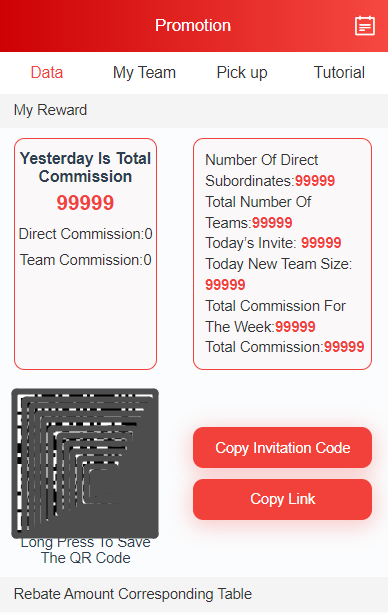 Promotion
Data
My Team
Pick up
Tutorial
My Reward
Yesterday Is Total
Commission
99999
Direct Commission:0
Team Commission:0
Number Of Direct
Subordinates:99999
Total Number Of
Teams:99999
Today's Invite: 99999
Today New Team Size:
99999
Total Commission For
The Week:99999
Total Commission:99999
Copy Invitation Code
Copy Link
Long Press To Save
The QR Code
Rebate Amount Corresponding Table